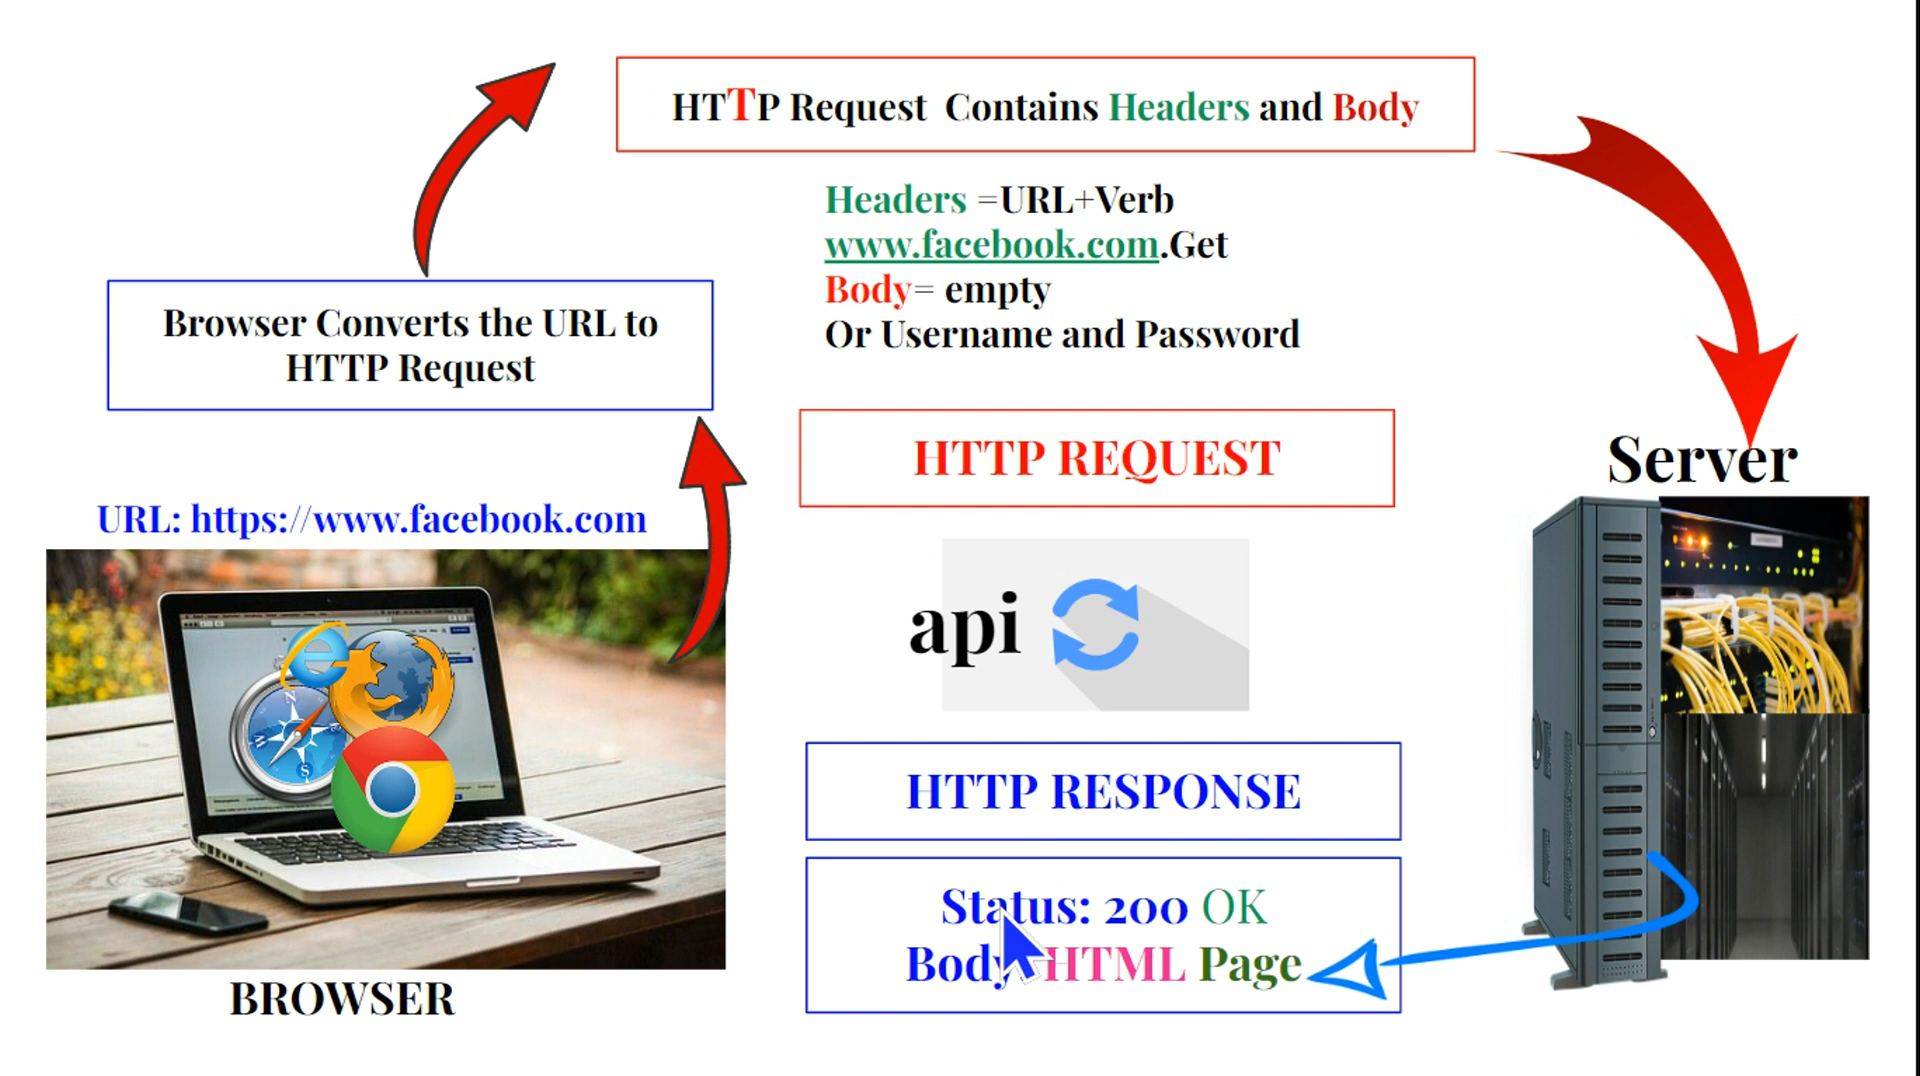 HTTP Request Contains Headers and Body
Headers =URL+Verb
www.facebook.com.Get
Body= empty
Or Username and Password
Browser Converts the URL to
HTTP Request
HTTP REQUEST
Server
URL: https://www.facebook.com
api
HTTP RESPONSE
Status: 200 OK
Body HTML Page
BROWSER